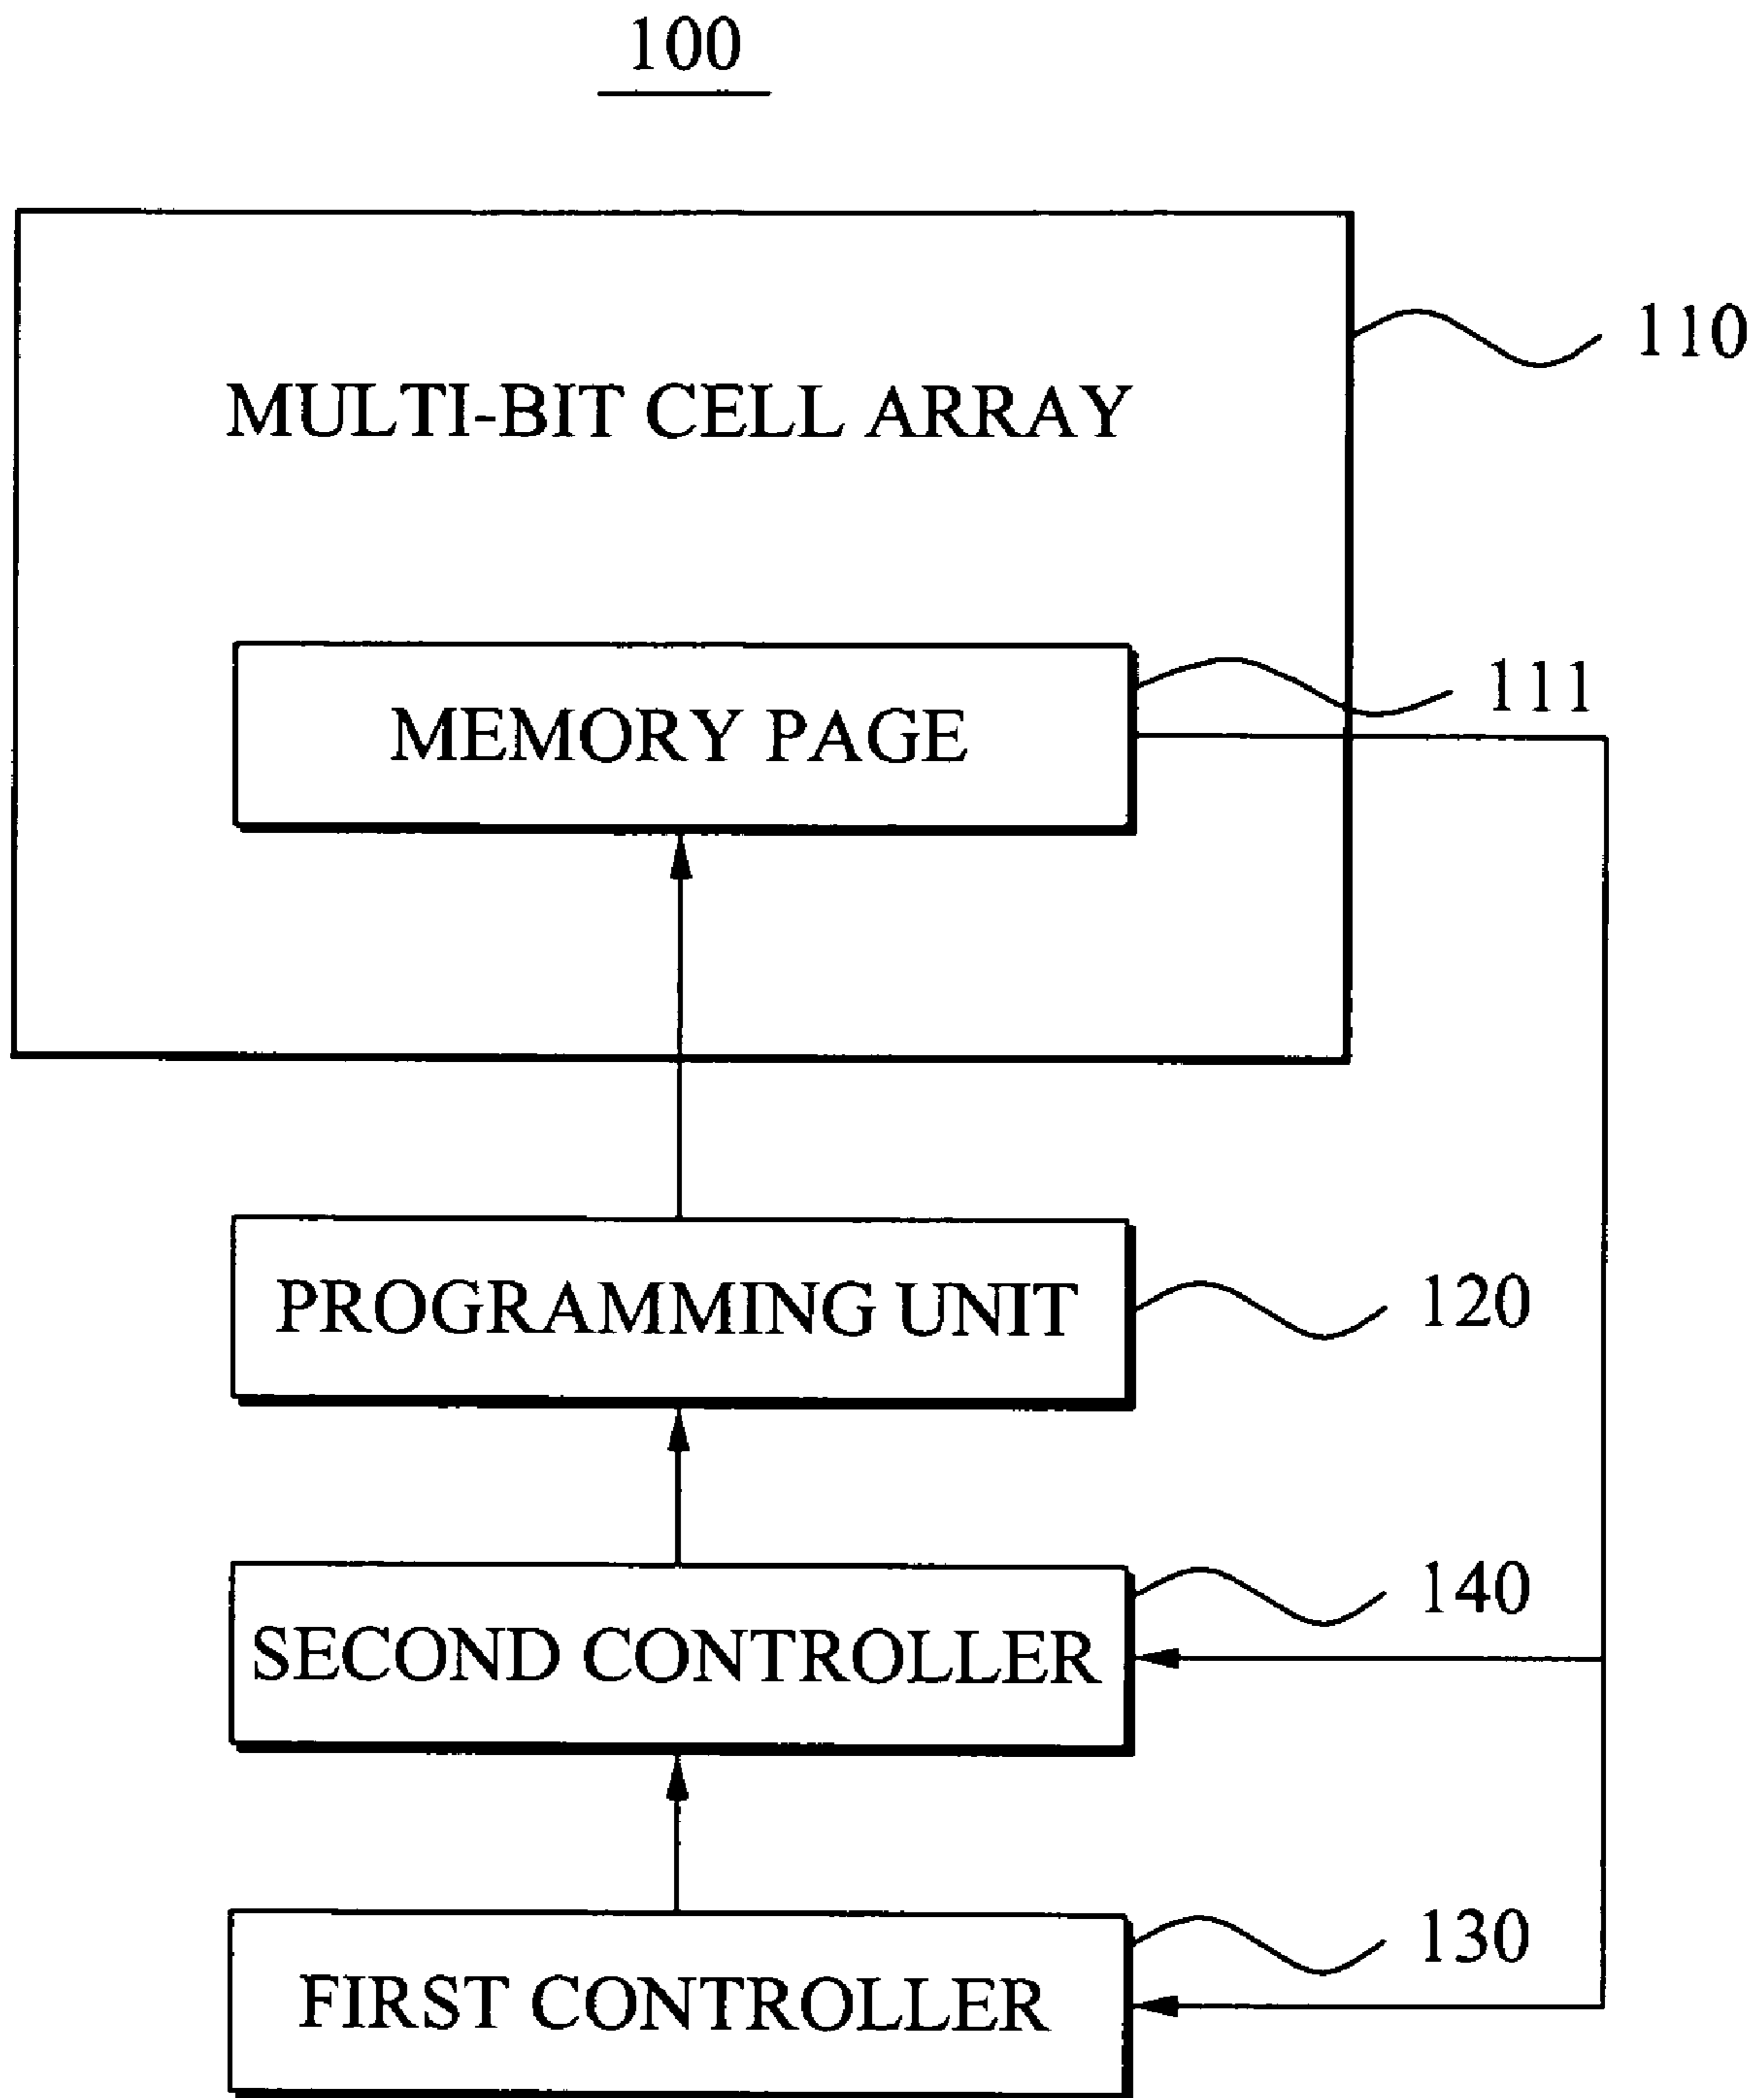 100
110
MULTI-BIT CELL ARRAY
111
MEMORY PAGE
PROGRAMMING UNIT
120
140
SECOND CONTROLLER
130
FIRST CONTROLLER